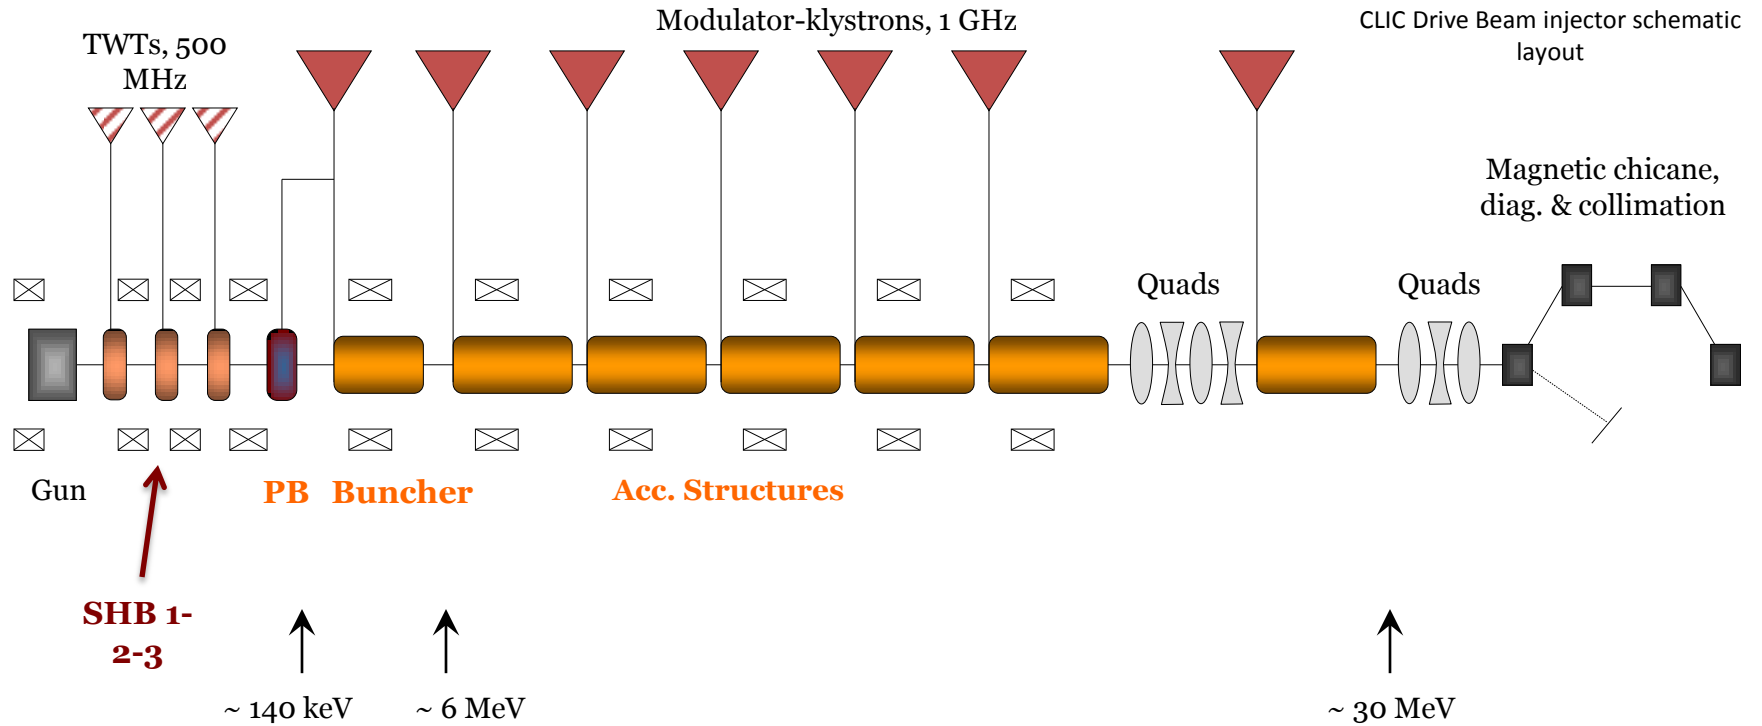 Modulator-klystrons, 1 GHz
CLIC Drive Beam injector schematic
layout
TWTs, 500
MHz
Magnetic chicane,
diag. & collimation
Quads
Quads
Gun
PB
Buncher
Acc. Structures
SHB 1-
2-3
~ 140 keV
~ 6 MeV
~ 30 MeV